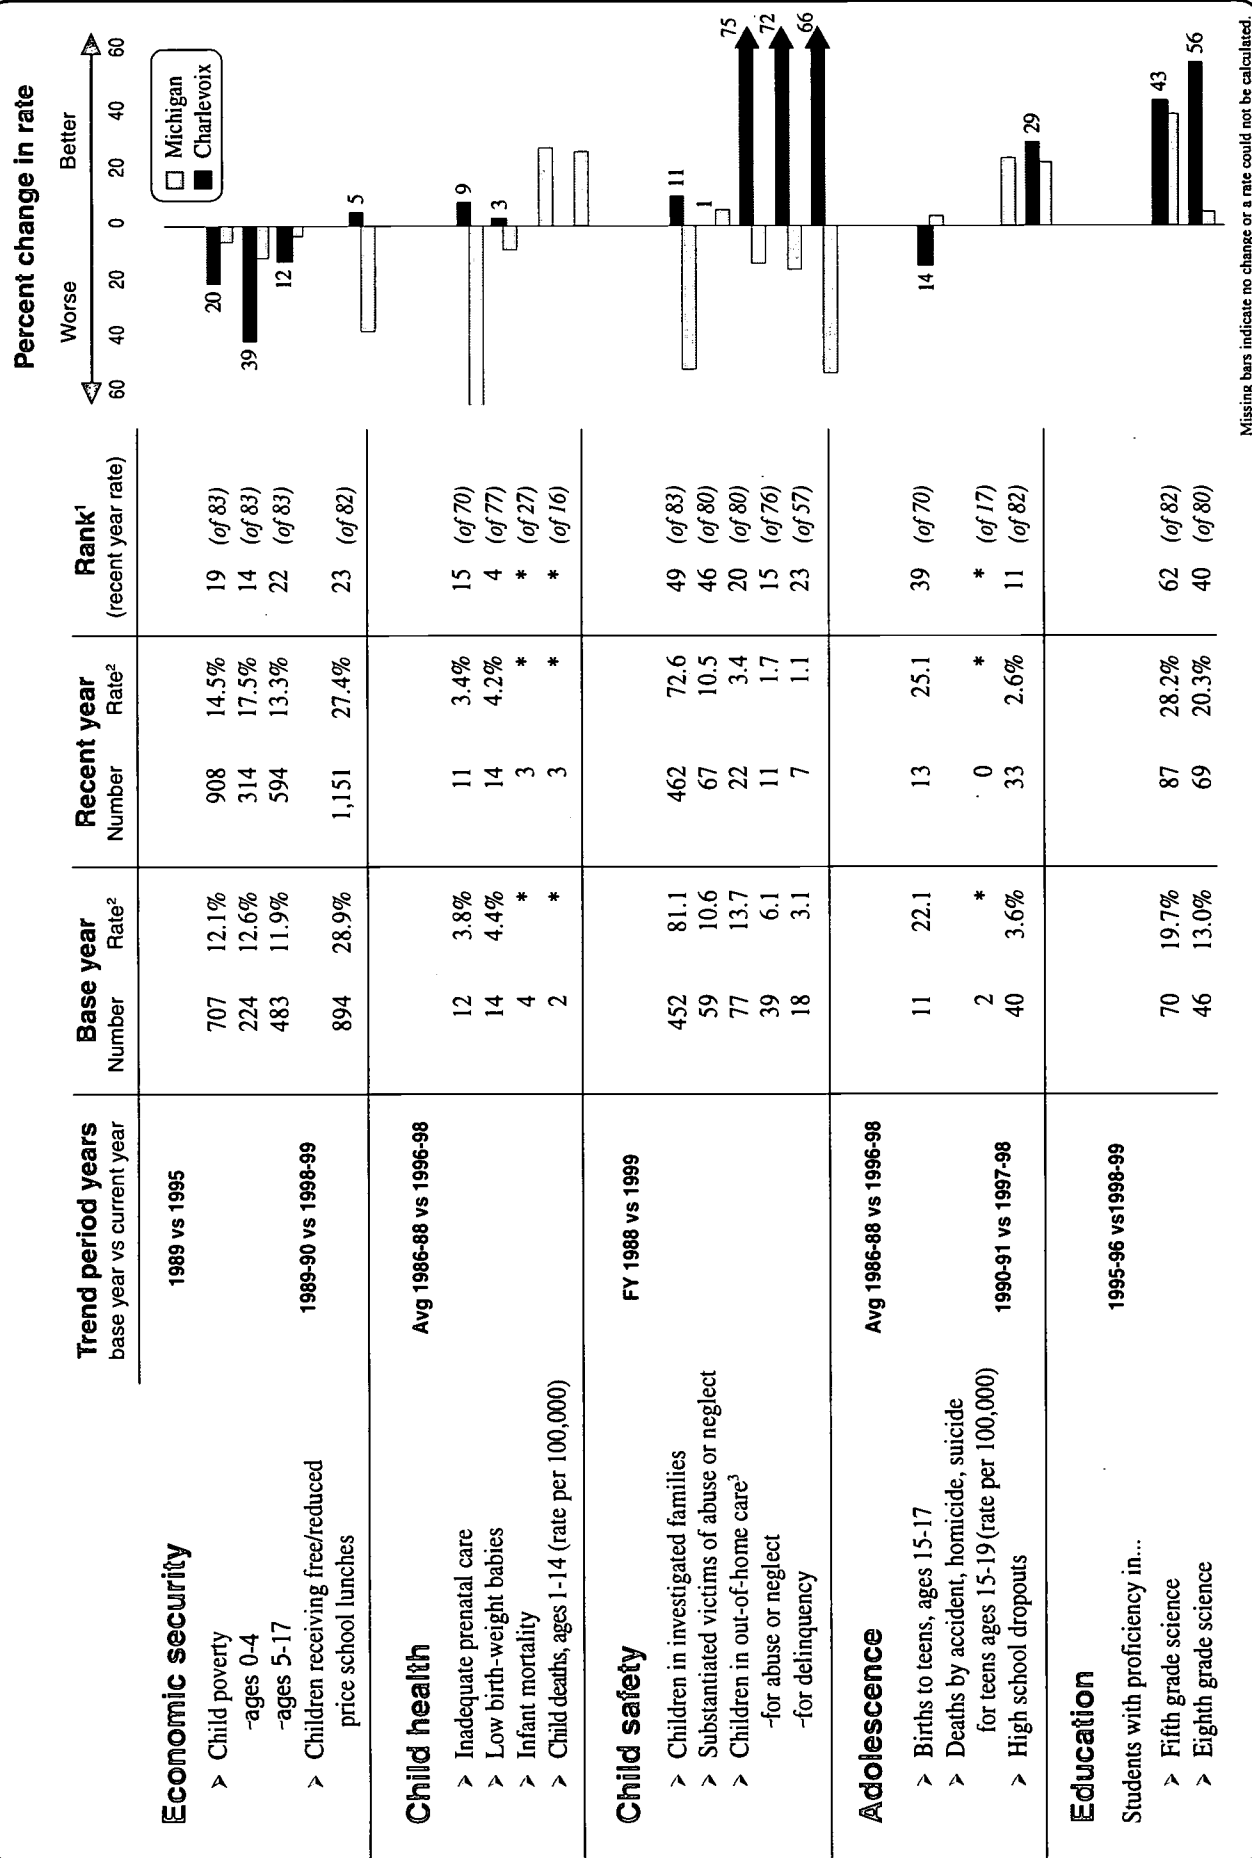 Percent change in rate
Trend period years Base year Recent year Rank¹ Worse Better
base year vs current year Number Rate² Number Rate² (recent year rate) 60 40 20 0 20 40 60
Michigan
Charlevoix
Economic security
1989 vs 1995
➢ Child poverty 707 12.1% 908 14.5% 19 (of 83) 20
-ages 0-4 224 12.6% 314 17.5% 14 (of 83) 39
-ages 5-17 483 11.9% 594 13.3% 22 (of 83) 12
➢ Children receiving free/reduced 1989-90 vs 1998-99
price school lunches 894 28.9% 1,151 27.4% 23 (of 82) 5
Child health
Avg 1986-88 vs 1996-98
➢ Inadequate prenatal care 12 3.8% 11 3.4% 15 (of 70) 9
➢ Low birth-weight babies 14 4.4% 14 4.2% 4 (of 77) 3
➢ Infant mortality 4 * 3 * * (of 27)
➢ Child deaths, ages 1-14 (rate per 100,000) 2 * 3 * * (of 16)
Child safety
FY 1988 vs 1999
➢ Children in investigated families 452 81.1 462 72.6 49 (of 83) 11
➢ Substantiated victims of abuse or neglect 59 10.6 67 10.5 46 (of 80) 1
➢ Children in out-of-home care³ 77 13.7 22 3.4 20 (of 80) 75
-for abuse or neglect 39 6.1 11 1.7 15 (of 76) 72
-for delinquency 18 3.1 7 1.1 23 (of 57) 66
Adolescence
Avg 1986-88 vs 1996-98
➢ Births to teens, ages 15-17 11 22.1 13 25.1 39 (of 70) 14
➢ Deaths by accident, homicide, suicide
for teens ages 15-19 (rate per 100,000) 2 * 0 * * (of 17)
➢ High school dropouts 1990-91 vs 1997-98 40 3.6% 33 2.6% 11 (of 82) 29
Education
1995-96 vs1998-99
Students with proficiency in...
➢ Fifth grade science 70 19.7% 87 28.2% 62 (of 82) 43
➢ Eighth grade science 46 13.0% 69 20.3% 40 (of 80) 56
Missing bars indicate no change or a rate could not be calculated.